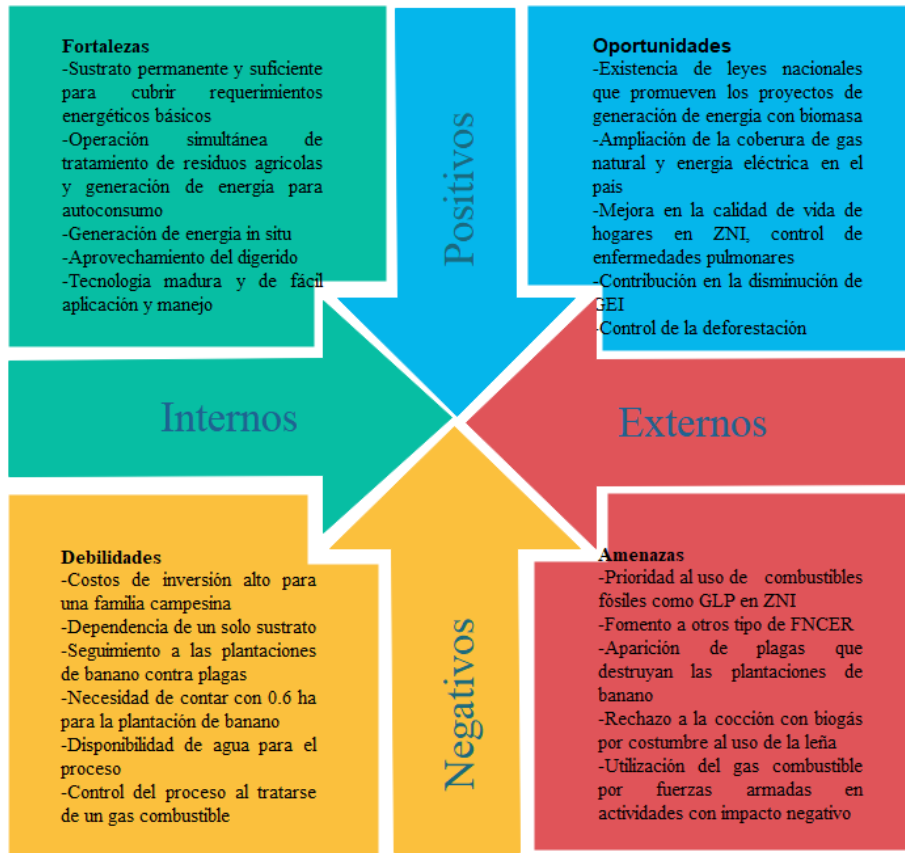 Fortalezas
-Sustrato permanente y suficiente
para cubrir requerimientos
energéticos básicos
-Operación simultánea de
tratamiento de residuos agrícolas
y generación de energía para
autoconsumo
-Generación de energía in situ
-Aprovechamiento del digerido
-Tecnología madura y de fácil
aplicación y manejo
Positivos
Oportunidades
-Existencia de leyes nacionales
que promueven los proyectos de
generación de energía con biomasa
-Ampliación de la coberura de gas
natural y energía eléctrica en el
país
-Mejora en la calidad de vida de
hogares en ZNI, control de
enfermedades pulmonares
-Contribución en la disminución de
GEI
-Control de la deforestación
Internos
Externos
Debilidades
-Costos de inversión alto para
una familia campesina
-Dependencia de un solo sustrato
-Seguimiento a las plantaciones
de banano contra plagas
-Necesidad de contar con 0.6 ha
para la plantación de banano
-Disponibilidad de agua para el
proceso
-Control del proceso al tratarse
de un gas combustible
Negativos
Amenazas
-Prioridad al uso de combustibles
fósiles como GLP en ZNI
-Fomento a otros tipo de FNCER
-Aparición de plagas que
destruyan las plantaciones de
banano
-Rechazo a la cocción con biogás
por costumbre al uso de la leña
-Utilización del gas combustible
por fuerzas armadas en
actividades con impacto negativo